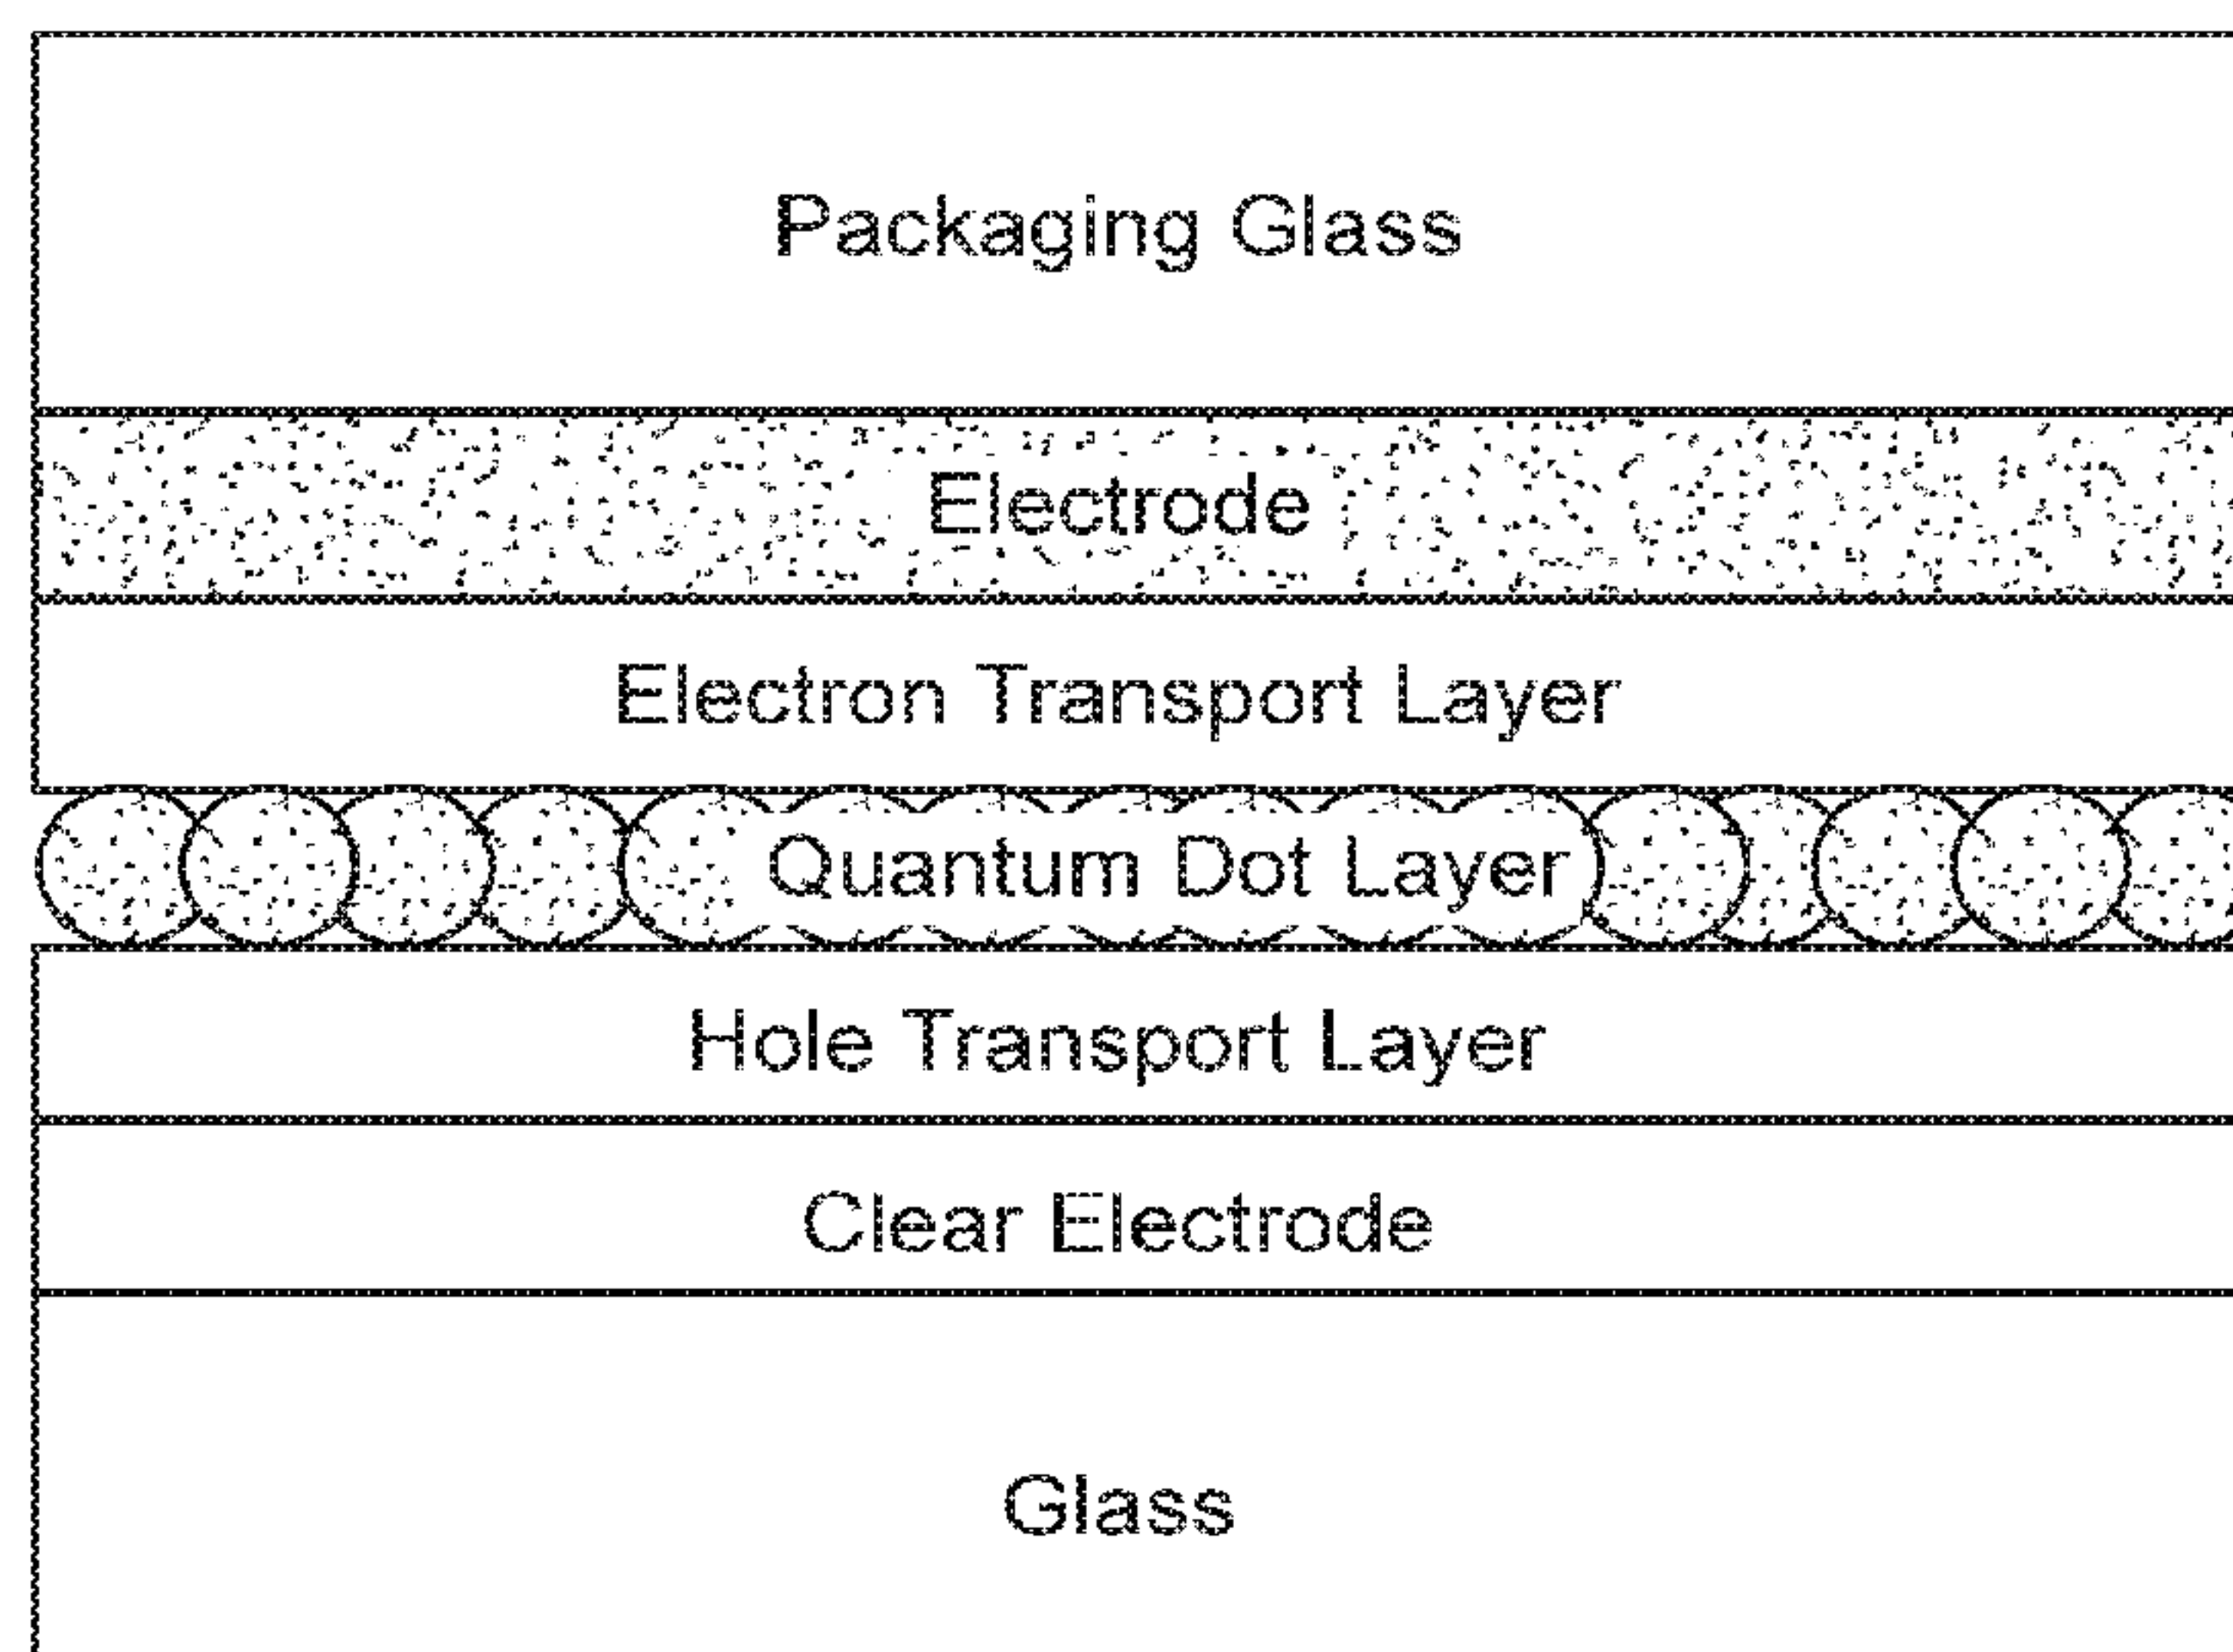 Packaging Glass
Electrode
Electron Transport Layer
Quantum Dot Layer
Hole Transport Layer
Clear Electrode
Glass